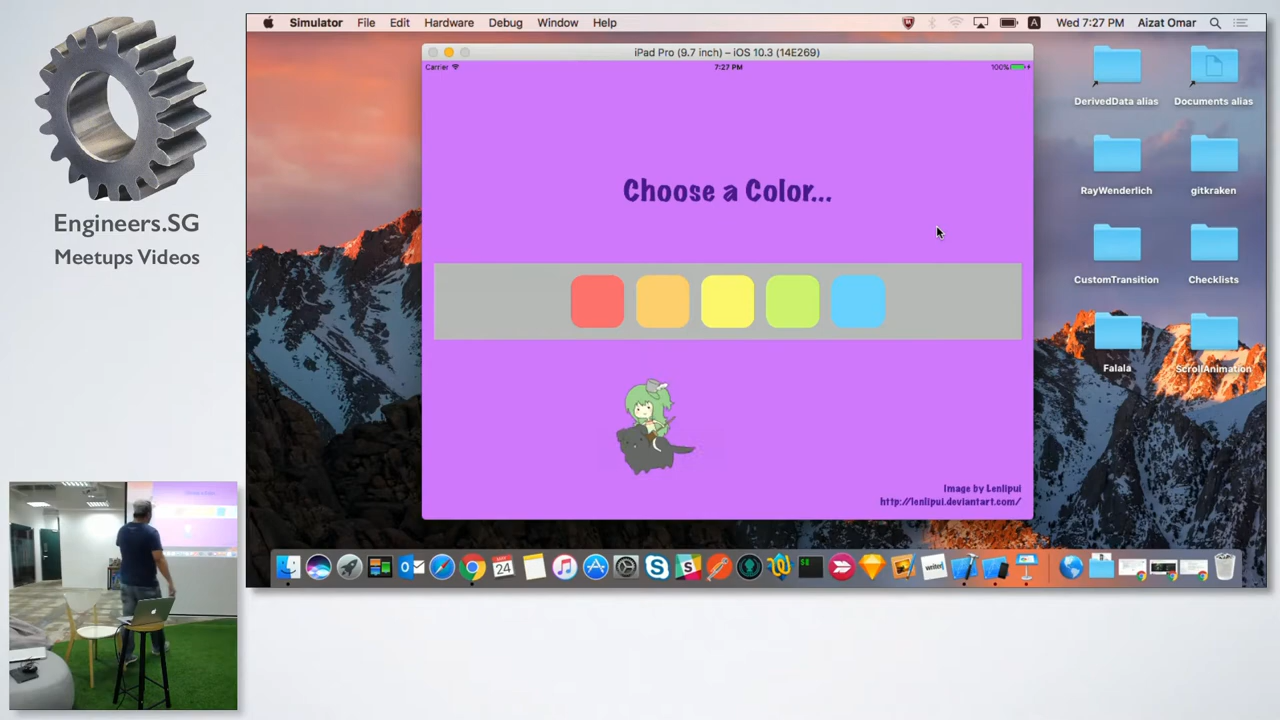 Engineers.SG
Meetups Videos
Simulator File Edit Hardware Debug Window Help
A Wed 7:27 PM Aizat Omar
iPad Pro (9.7 inch) – iOS 10.3 (14E269)
Carrier 7:27 PM 100%
Choose a Color...
Image by Lenlipui
http://lenlipui.deviantart.com/
DerivedData alias
Documents alias
RayWenderlich
gitkraken
CustomTransition
Checklists
Falala
ScrollAnimation
24
writer